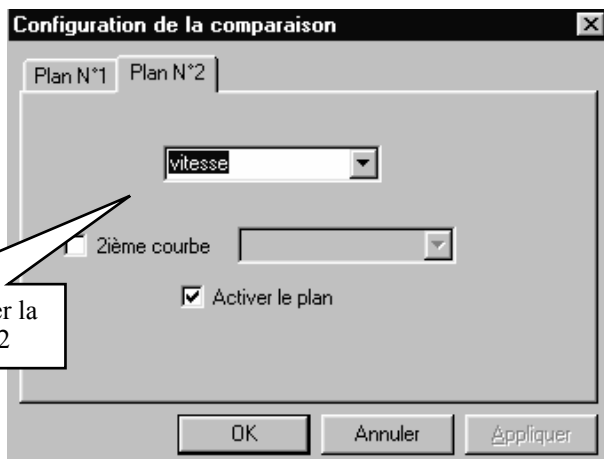 Configuration de la comparaison
Plan N°1
Plan N°2
vitesse
2ième courbe
Activer le plan
la
2
OK
Annuler
Appliquer